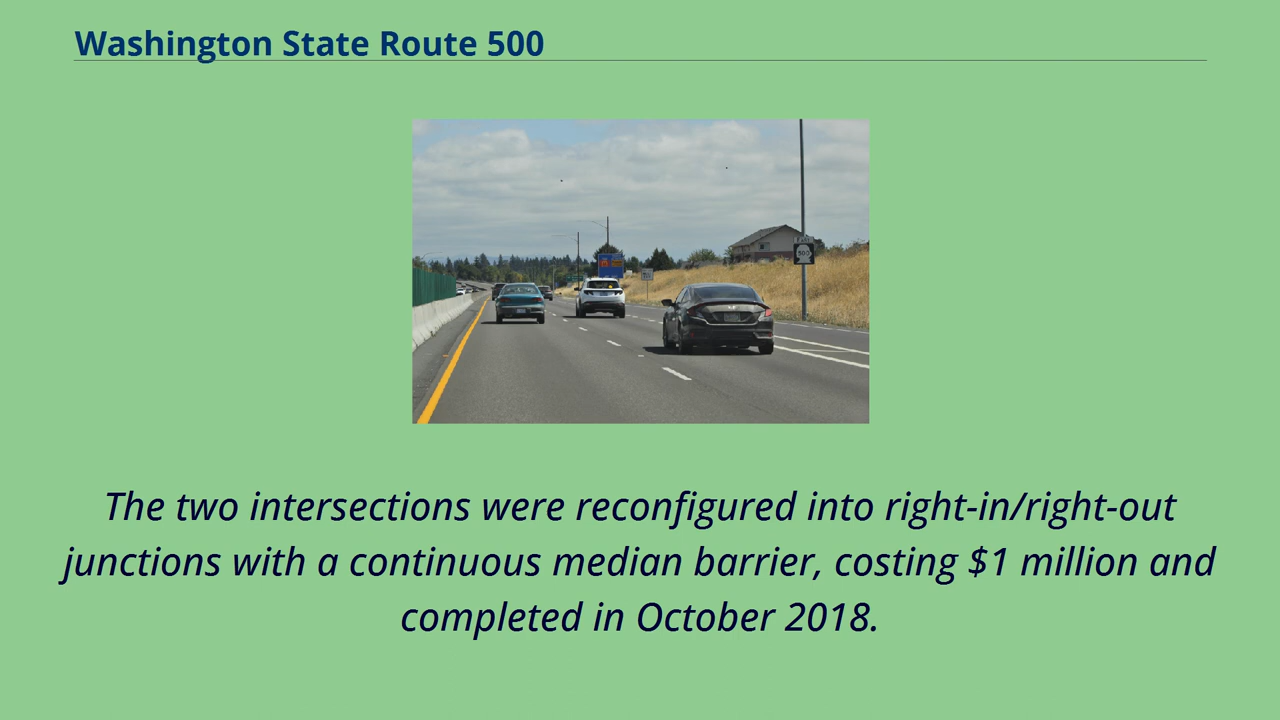 Washington State Route 500
500
The two intersections were reconfigured into right-in/right-out
junctions with a continuous median barrier, costing $1 million and
completed in October 2018.